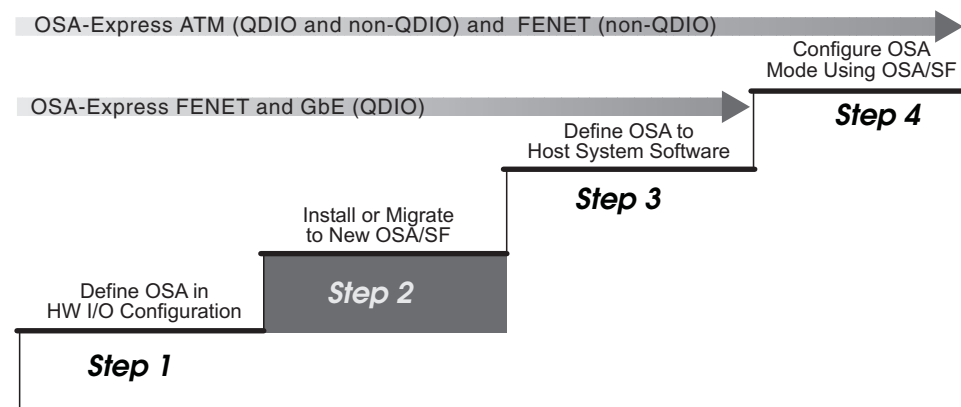 OSA-Express ATM (QDIO and non-QDIO) and FENET (non-QDIO)
Configure OSA
Mode Using OSA/SF
Step 4
OSA-Express FENET and GbE (QDIO)
Define OSA to
Host System Software
Step 3
Install or Migrate
to New OSA/SF
Step 2
Define OSA in
HW I/O Configuration
Step 1